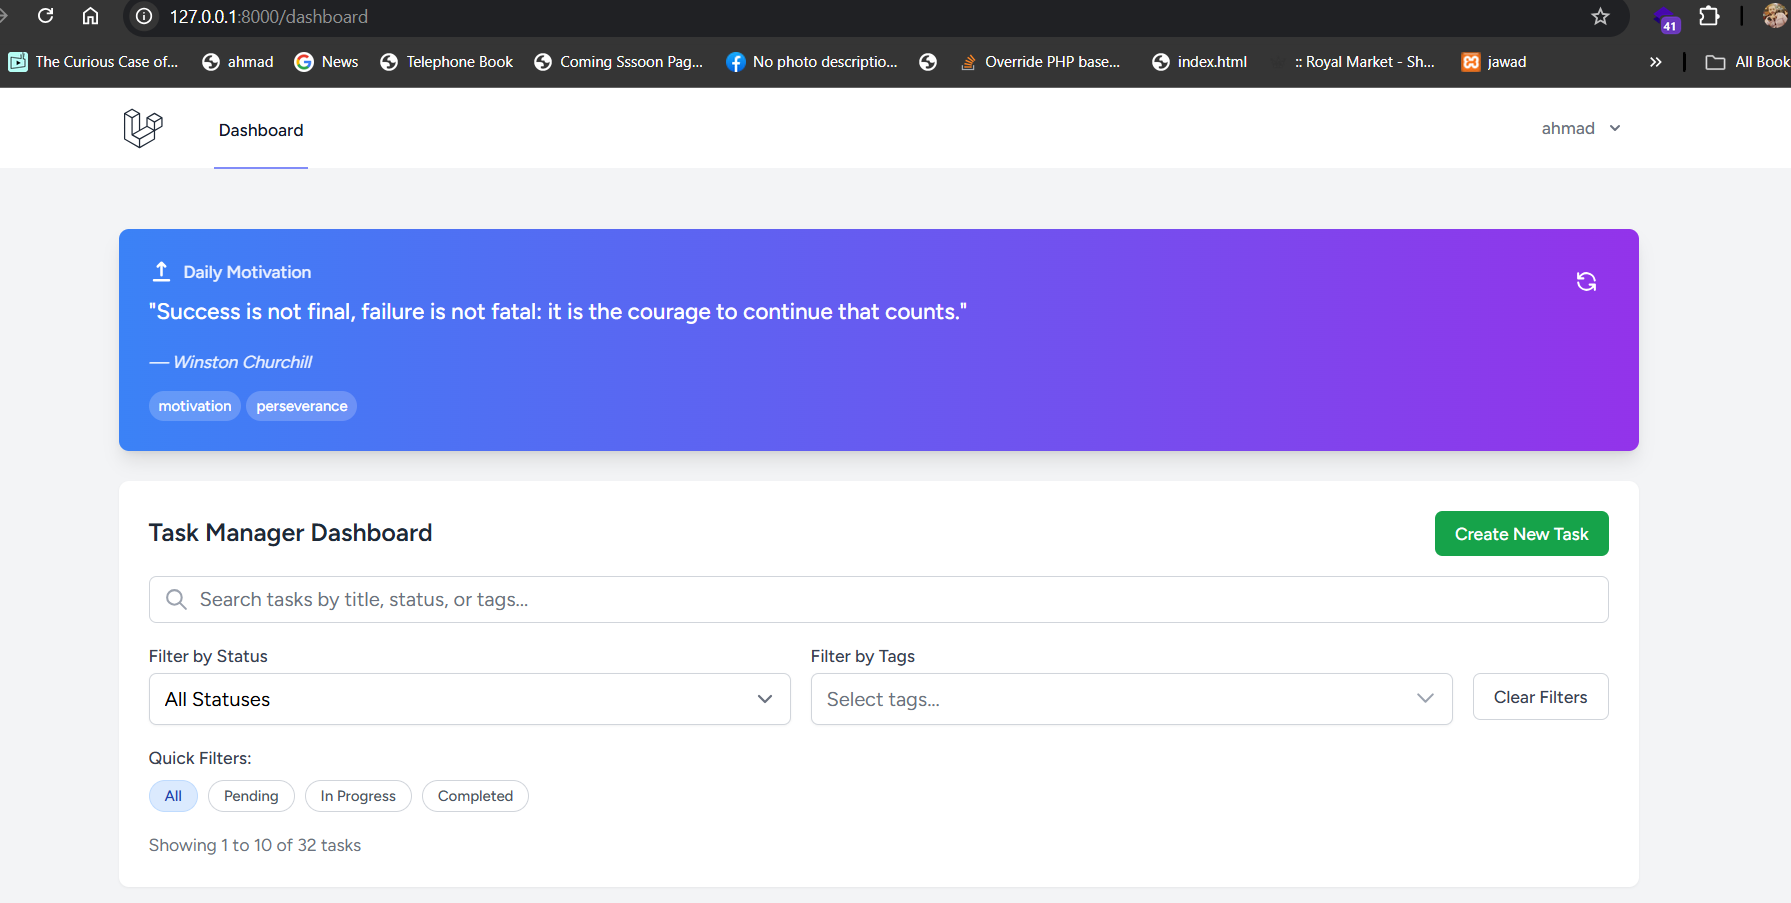 127.0.0.1:8000/dashboard
41
The Curious Case of... ahmad News Telephone Book Coming Sssoon Pag... No photo descriptio... Override PHP base... index.html :: Royal Market - Sh... jawad » All Book
Dashboard
ahmad
Daily Motivation
"Success is not final, failure is not fatal: it is the courage to continue that counts."
— Winston Churchill
motivation perseverance
Task Manager Dashboard
Create New Task
Search tasks by title, status, or tags...
Filter by Status
Filter by Tags
All Statuses
Select tags...
Clear Filters
Quick Filters:
All Pending In Progress Completed
Showing 1 to 10 of 32 tasks